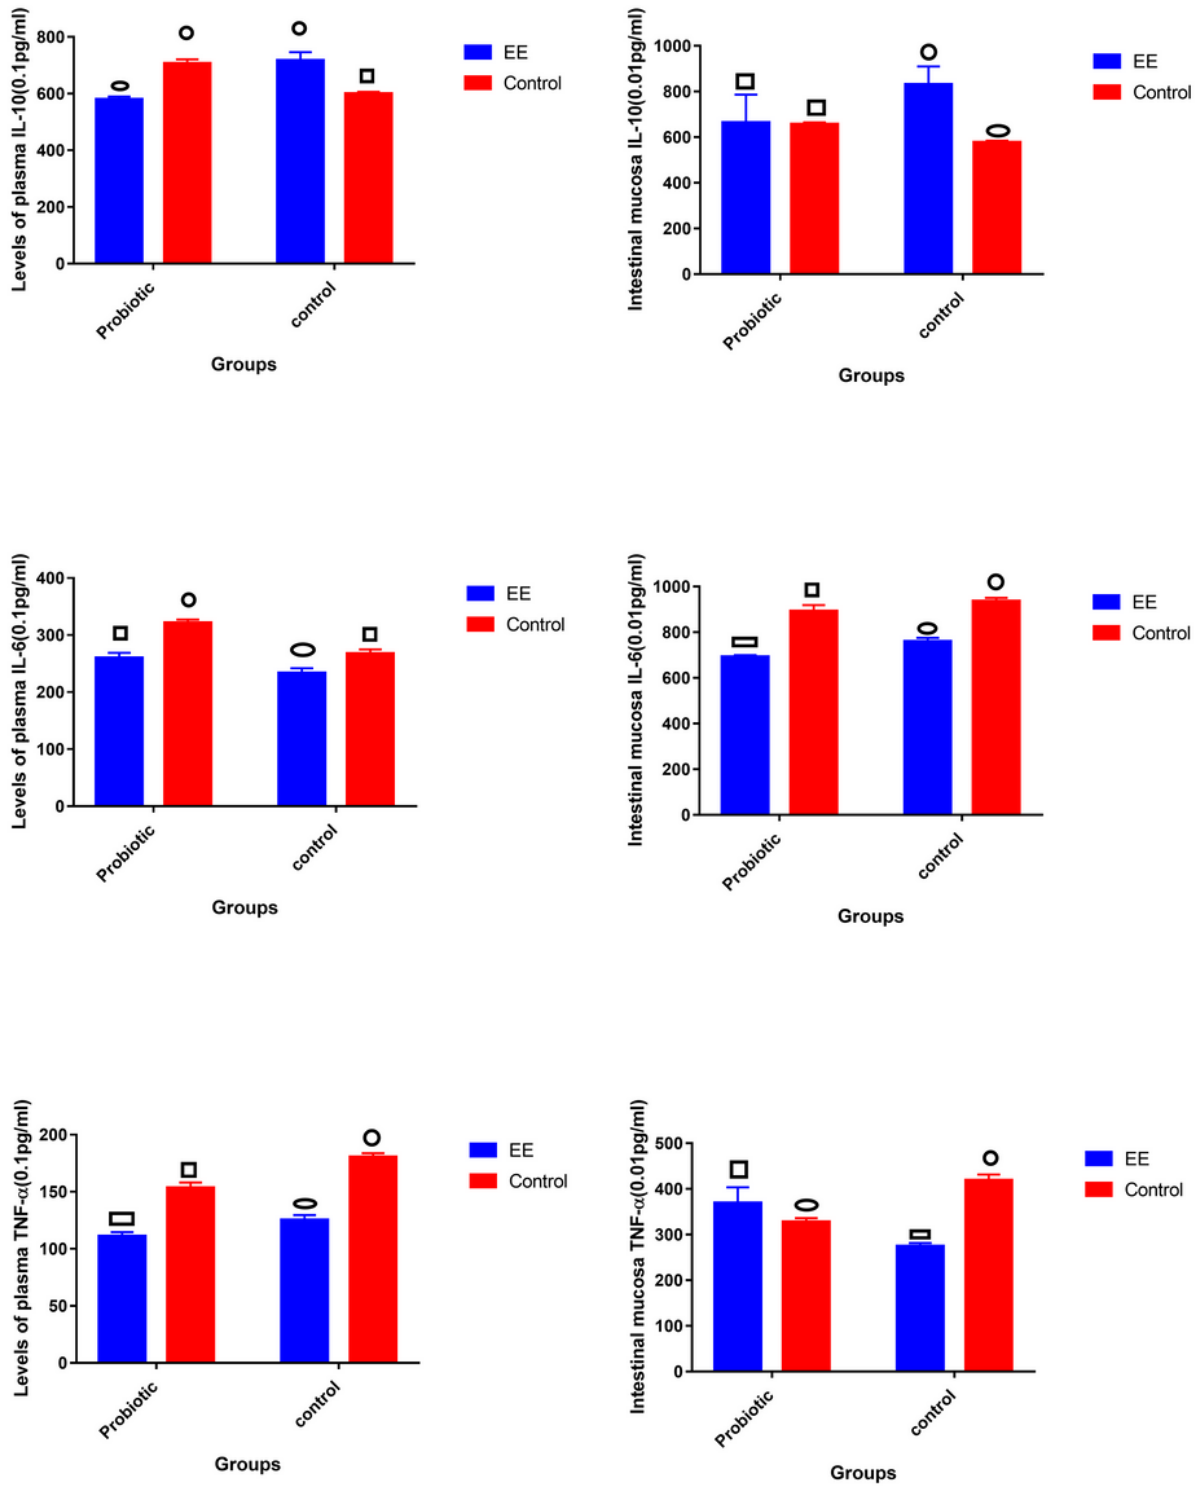 Levels of plasma IL-10(0.1pg/ml)
800
600
400
200
0
Probiotic
control
Groups
EE
Control
Intestinal mucosa IL-10(0.01pg/ml)
1000
800
600
400
200
0
Probiotic
control
Groups
EE
Control
Levels of plasma IL-6(0.1pg/ml)
400
300
200
100
0
Probiotic
control
Groups
EE
Control
Intestinal mucosa IL-6(0.01pg/ml)
1000
800
600
400
200
0
Probiotic
control
Groups
EE
Control
Levels of plasma TNF-α(0.1pg/ml)
200
150
100
50
0
Probiotic
control
Groups
EE
Control
Intestinal mucosa TNF-α(0.01pg/ml)
500
400
300
200
100
0
Probiotic
control
Groups
EE
Control